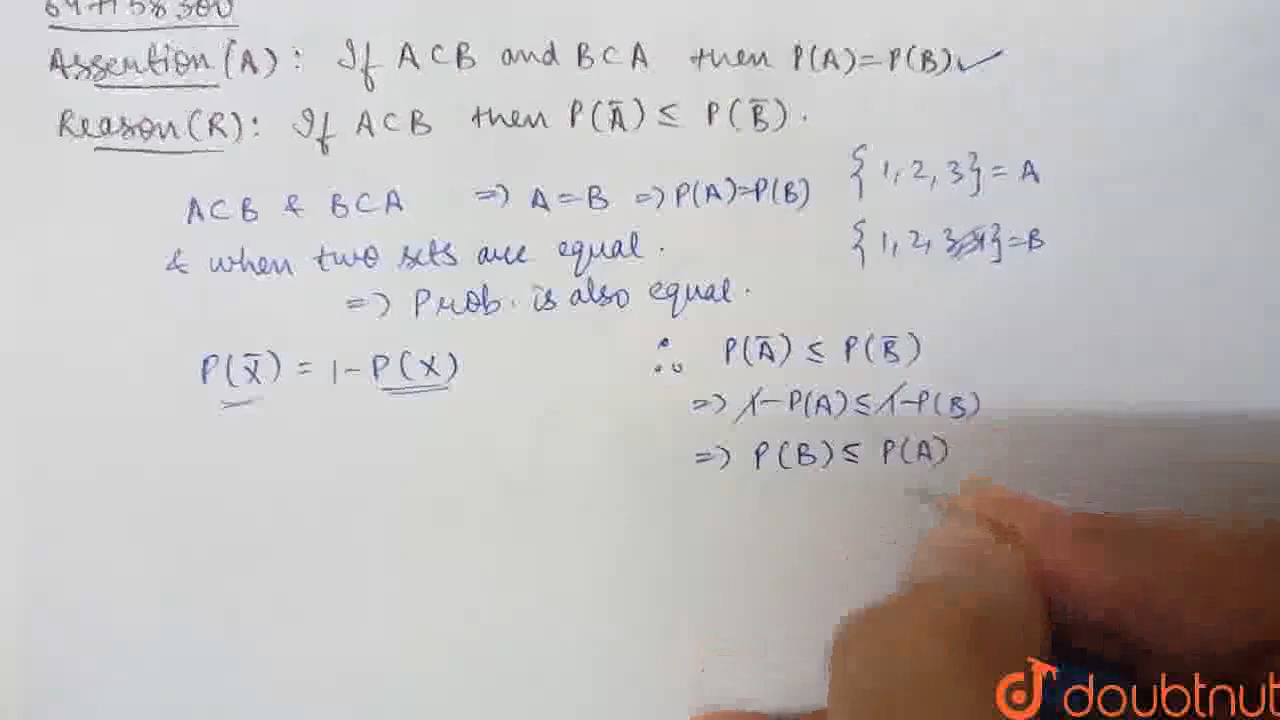 Assertion (A): If A⊂B and B⊂A then P(A)=P(B) ✓
Reason (R): If A⊂B then P(Ā) ≤ P(B̄).
A⊂B & B⊂A ⇒ A=B ⇒ P(A)=P(B)
{1,2,3}=A
& when two sets are equal.
{1,2,3}=B
⇒ Prob. is also equal.
P(X̄) = 1-P(X)
∴ P(Ā) ≤ P(B̄)
⇒ 1-P(A) ≤ 1-P(B)
⇒ P(B) ≤ P(A)
doubtnut